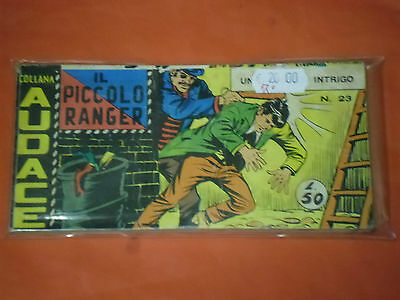 COLLANA
AUDACE
IL
PICCOLO
RANGER
UN
INTRIGO
€ 20 00
N. 23
£ 50